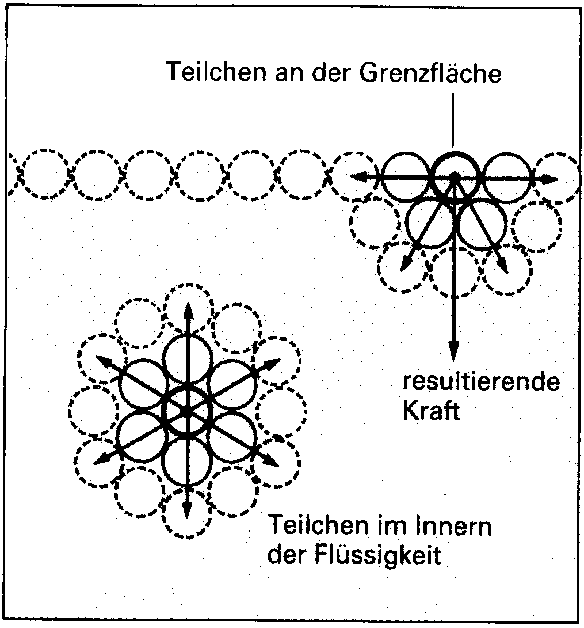 Teilchen an der Grenzfläche
resultierende
Kraft
Teilchen im Innern
der Flüssigkeit